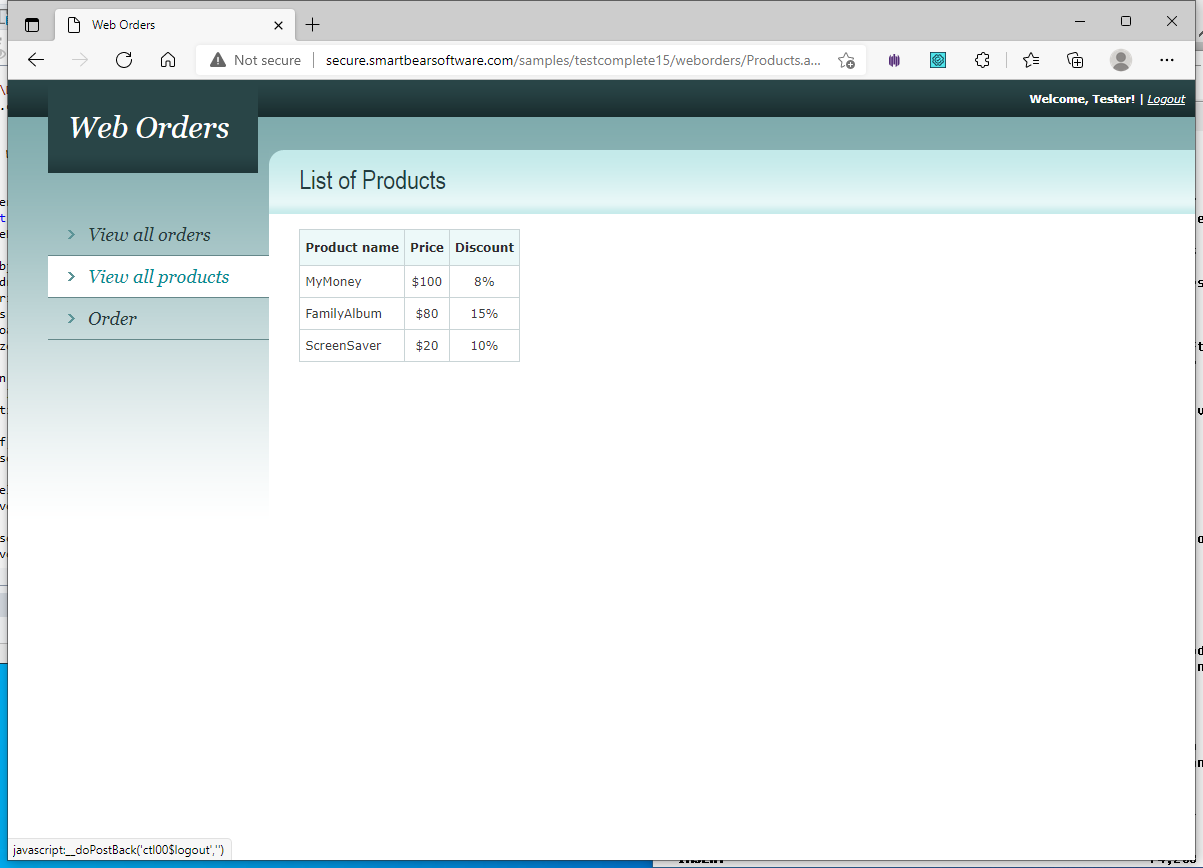 Web Orders
Not secure
secure.smartbearsoftware.com/samples/testcomplete15/weborders/Products.a...
Welcome, Tester! | Logout
Web Orders
List of Products
View all orders
View all products
Order
Product name Price Discount
MyMoney $100 8%
FamilyAlbum $80 15%
ScreenSaver $20 10%
javascript:__doPostBack('ctl00$logout','')